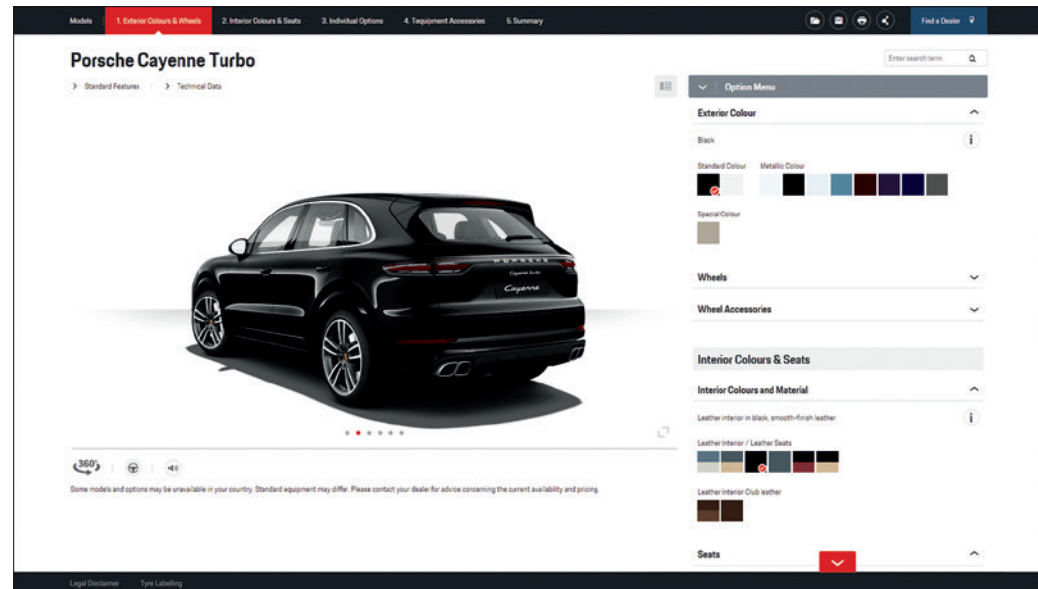 Models
1. Exterior Colours & Wheels
2. Interior Colours & Seats
3. Individual Options
4. Tequipment Accessories
5. Summary
Find a Dealer
Porsche Cayenne Turbo
Enter search term
Standard Features
Technical Data
Option Menu
Exterior Colour
Black
i
Standard Colour
Metallic Colour
Special Colour
PORSCHE
Cayenne turbo
Cayenne
Wheels
Wheel Accessories
Interior Colours & Seats
Interior Colours and Material
Leather interior in black, smooth-finish leather
i
Leather Interior / Leather Seats
360°
Some models and options may be unavailable in your country. Standard equipment may differ. Please contact your dealer for advice concerning the current availability and pricing.
Leather Interior Club leather
Seats
Legal Disclaimer
Tyre Labelling